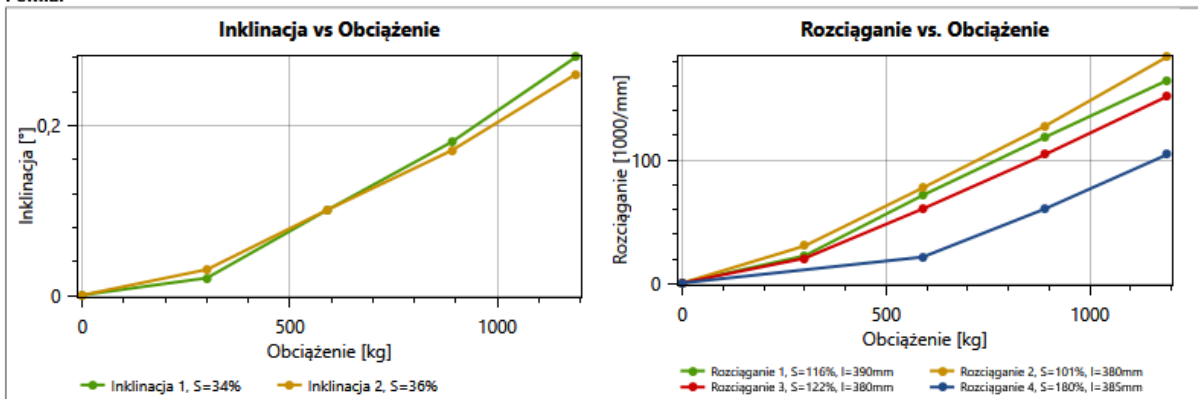 Inklinacja vs Obciążenie
Inklinacja [°]
0,2
0
0
500
1000
Obciążenie [kg]
Inklinacja 1, S=34%
Inklinacja 2, S=36%
Rozciąganie vs. Obciążenie
Rozciąganie [1000/mm]
100
0
0
500
1000
Obciążenie [kg]
Rozciąganie 1, S=116%, l=390mm
Rozciąganie 2, S=101%, l=380mm
Rozciąganie 3, S=122%, l=380mm
Rozciąganie 4, S=180%, l=385mm